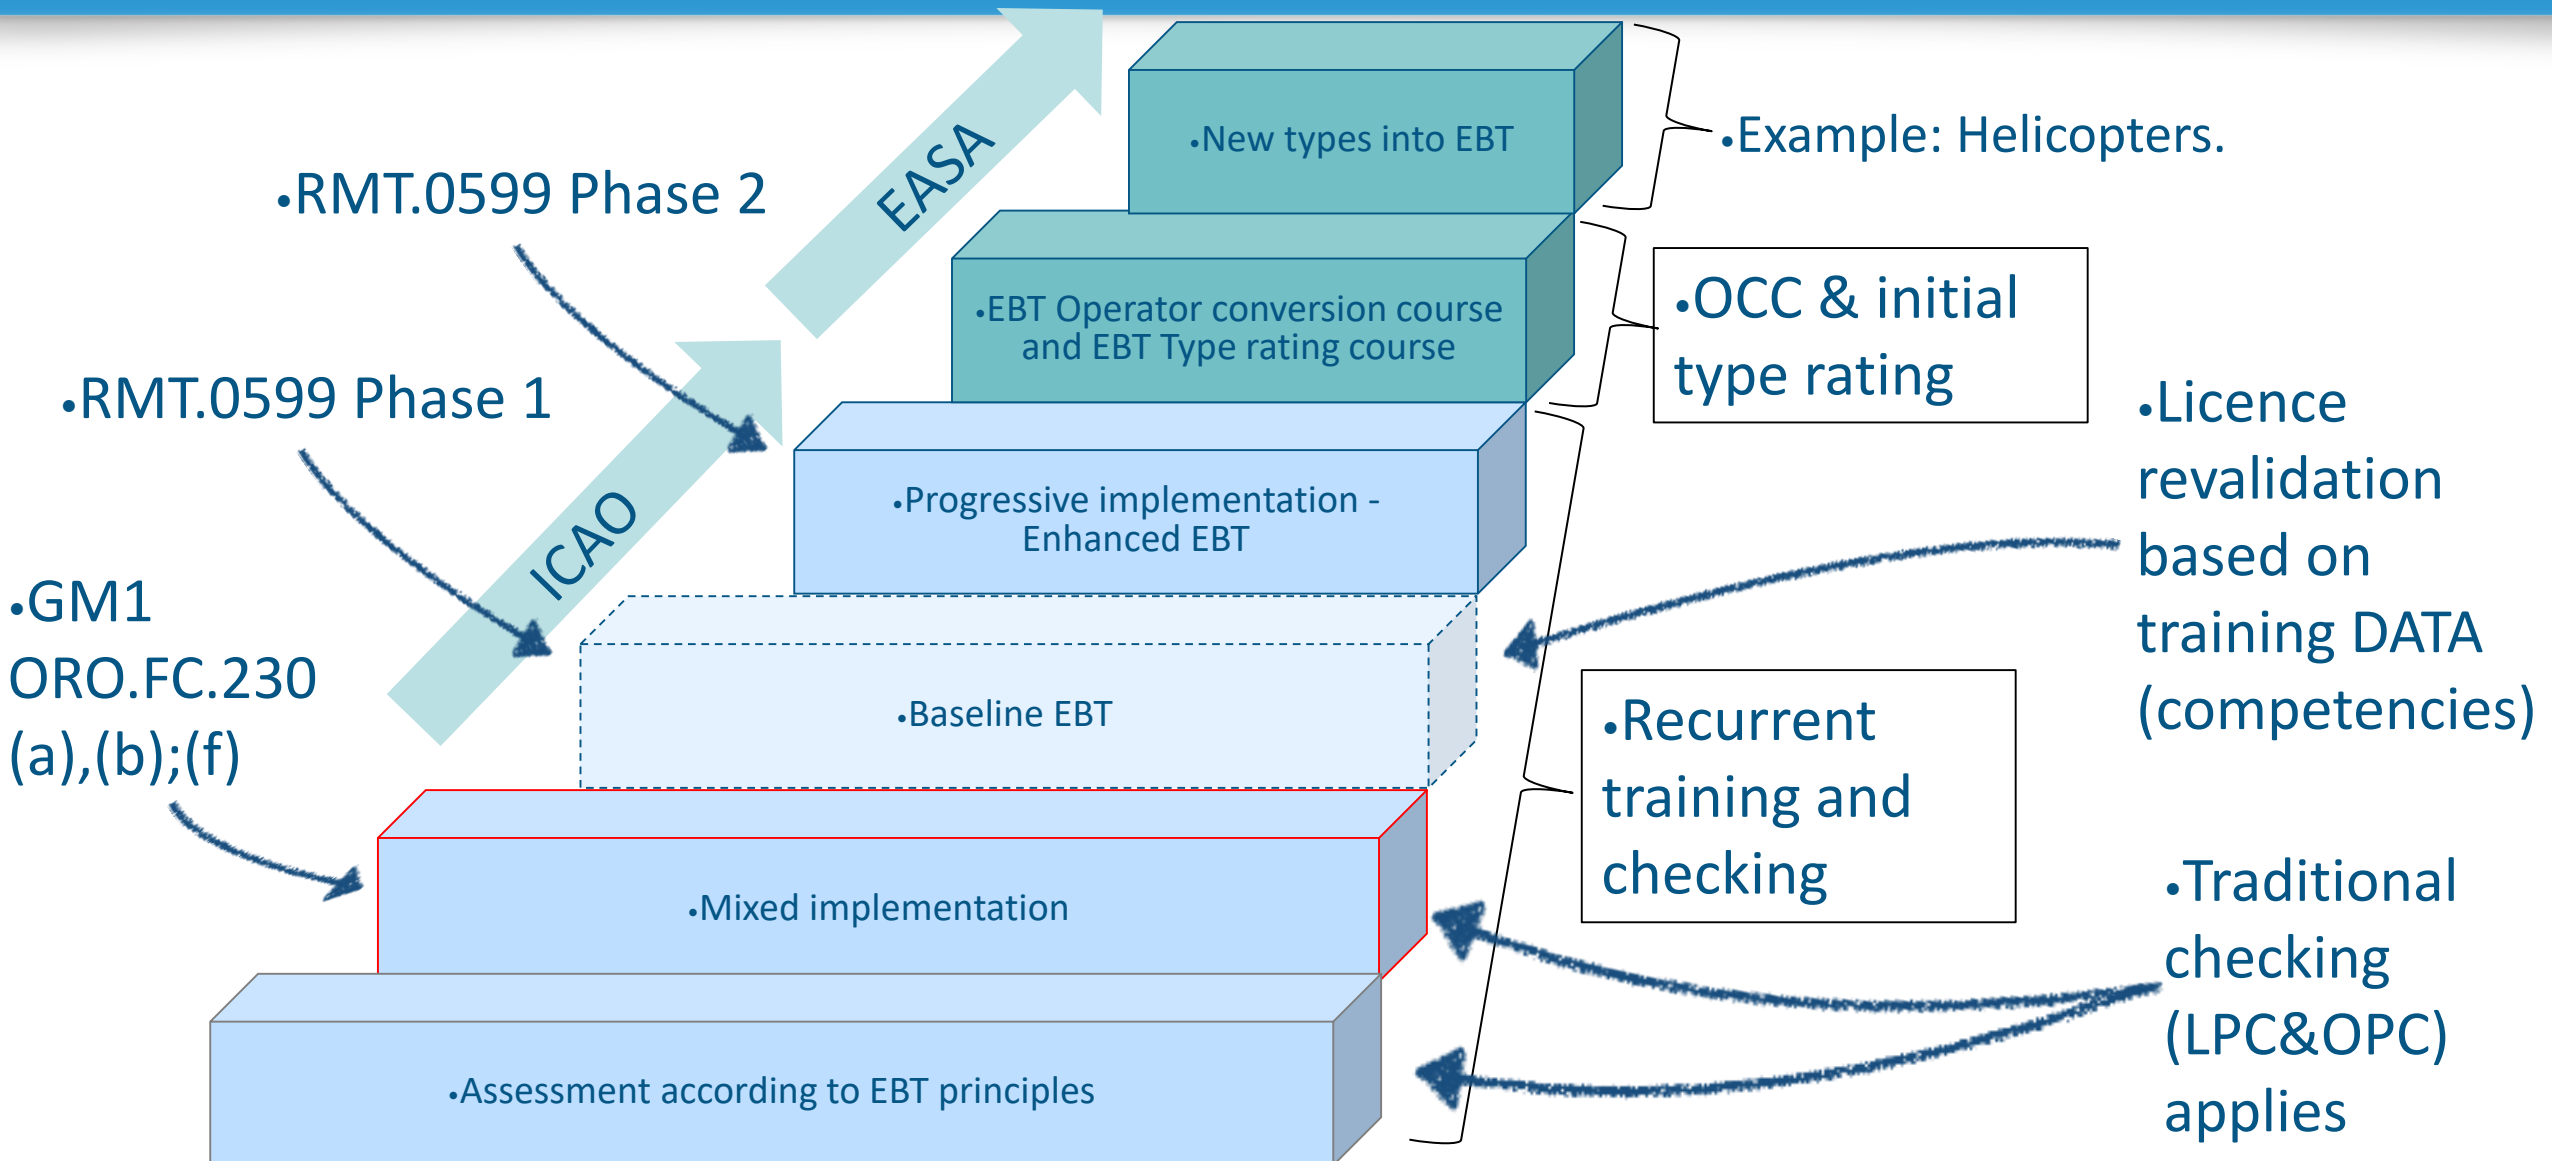 •New types into EBT
•Example: Helicopters.
EASA
•RMT.0599 Phase 2
•EBT Operator conversion course
and EBT Type rating course
•OCC & initial
type rating
•RMT.0599 Phase 1
ICAO
•Progressive implementation -
Enhanced EBT
•Licence
revalidation
based on
training DATA
(competencies)
•GM1
ORO.FC.230
(a),(b);(f)
•Baseline EBT
•Recurrent
training and
checking
•Mixed implementation
•Traditional
checking
(LPC&OPC)
applies
•Assessment according to EBT principles